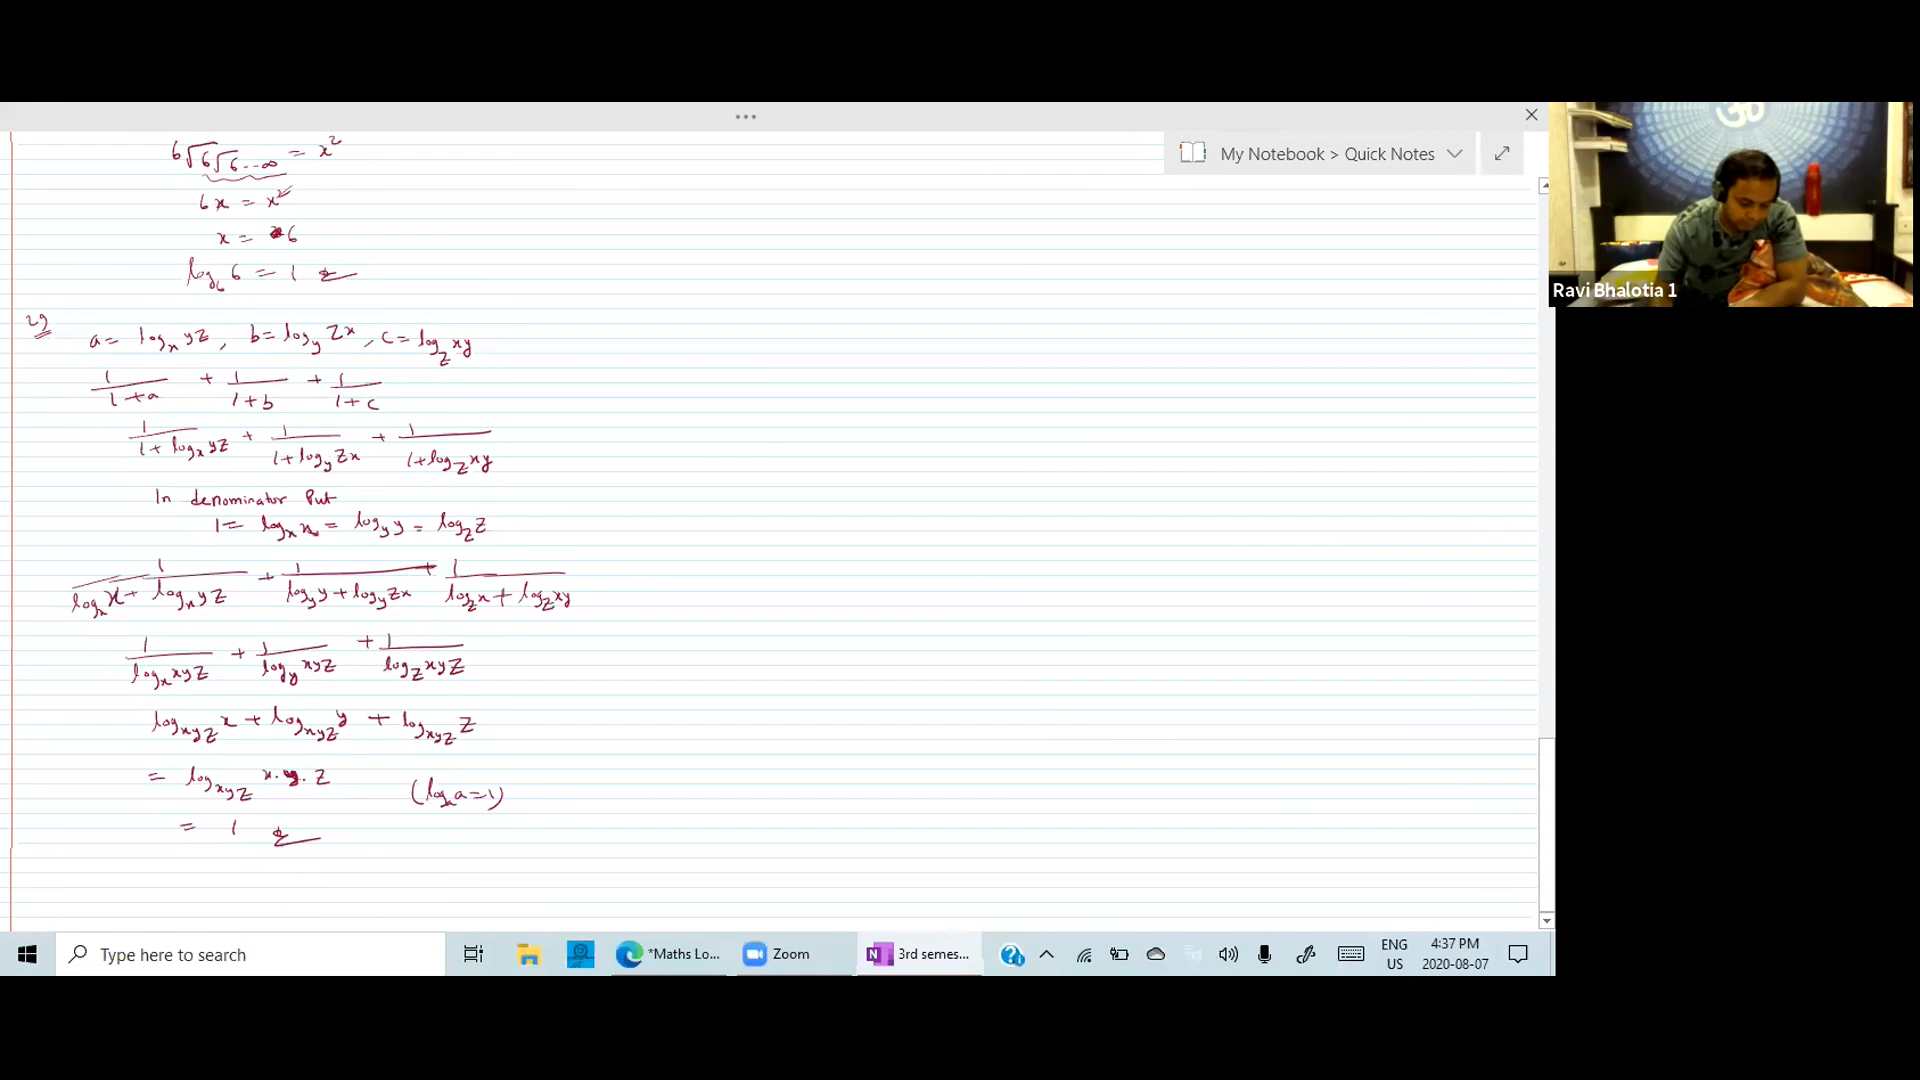 My Notebook > Quick Notes
6√6√6--∞ = x²
6x = x²
x = 6
log₆ 6 = 1
Ravi Bhalotia 1
29
a = logₓ yz, b = log_y zx, c = log_z xy
1/(1+a) + 1/(1+b) + 1/(1+c)
1/(1+logₓ yz) + 1/(1+log_y zx) + 1/(1+log_z xy)
In denominator Put
1 = logₓ x = log_y y = log_z z
1/(logₓ x + logₓ yz) + 1/(log_y y + log_y zx) + 1/(log_z x + log_z xy)
1/(logₓ xyz) + 1/(log_y xyz) + 1/(log_z xyz)
log_xyz x + log_xyz y + log_xyz z
= log_xyz x.y.z (logₐ a = 1)
= 1
Type here to search
*Maths Lo...
Zoom
3rd semes...
ENG
US
4:37 PM
2020-08-07